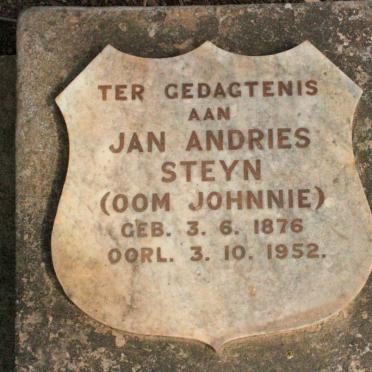 TER GEDAGTENIS
AAN
JAN ANDRIES
STEYN
(OOM JOHNNIE)
GEB. 3. 6. 1876
OORL. 3. 10. 1952.